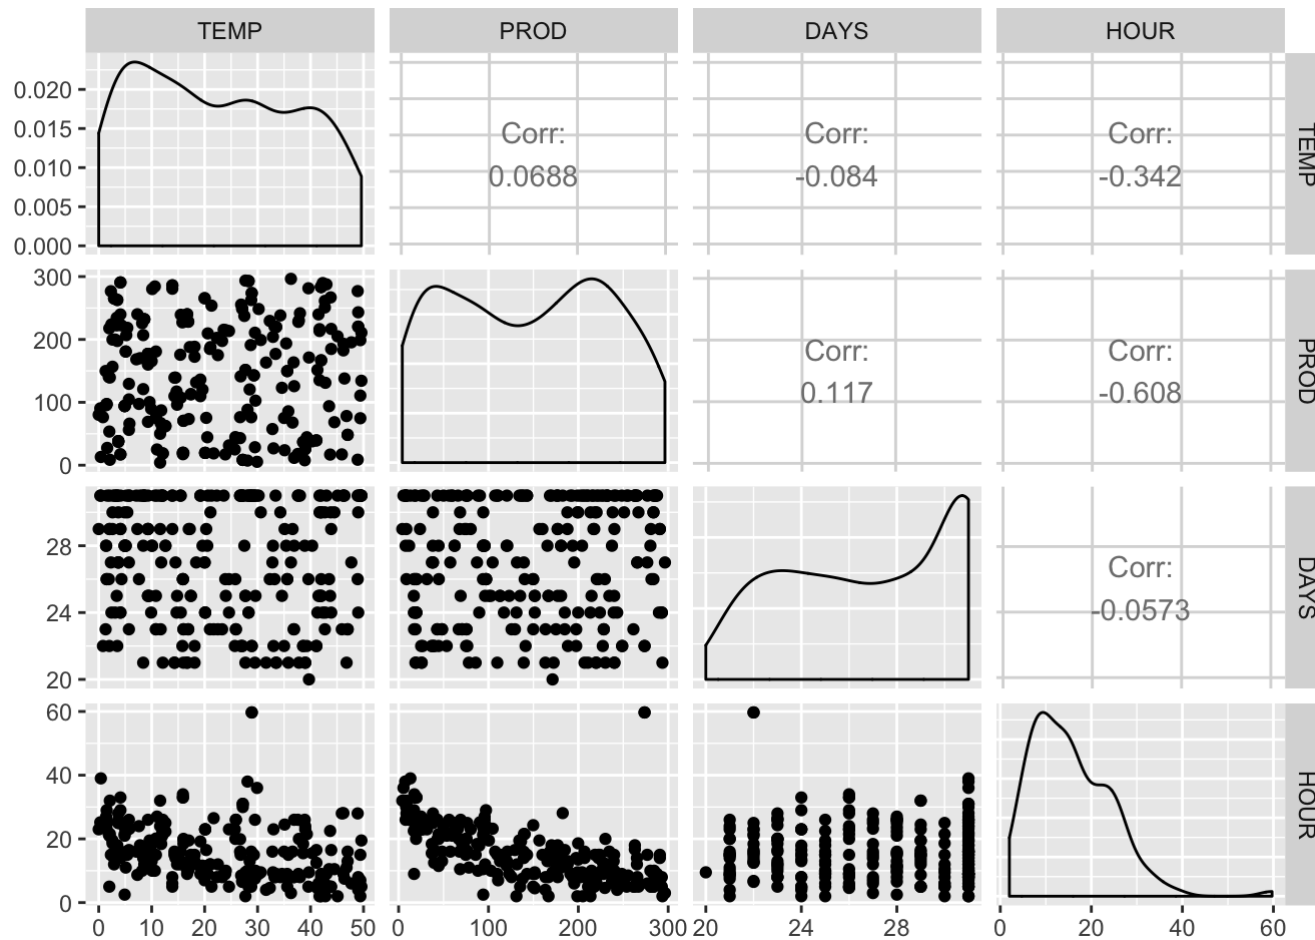 TEMP PROD DAYS HOUR
0.020
0.015
0.010
0.005
0.000
Corr:
0.0688
Corr:
-0.084
Corr:
-0.342
TEMP
300
200
100
0
Corr:
0.117
Corr:
-0.608
PROD
28
24
20
Corr:
-0.0573
DAYS
60
40
20
0
HOUR
0 10 20 30 40 50 0 100 200 300 20 24 28 0 20 40 60